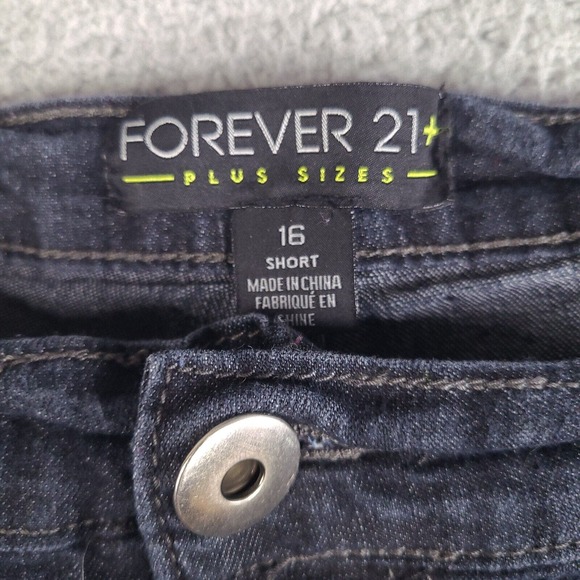 FOREVER 21+
PLUS SIZES
16
SHORT
MADE IN CHINA
FABRIQUÉ EN